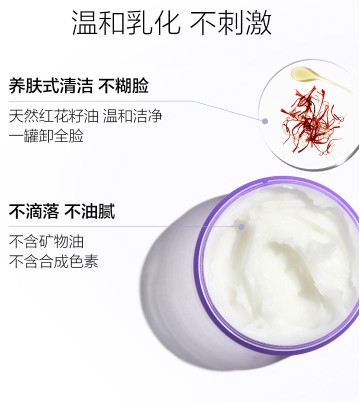 温和乳化 不刺激
养肤式清洁 不糊脸
天然红花籽油 温和洁净
一罐卸全脸
不滴落 不油腻
不含矿物油
不含合成色素